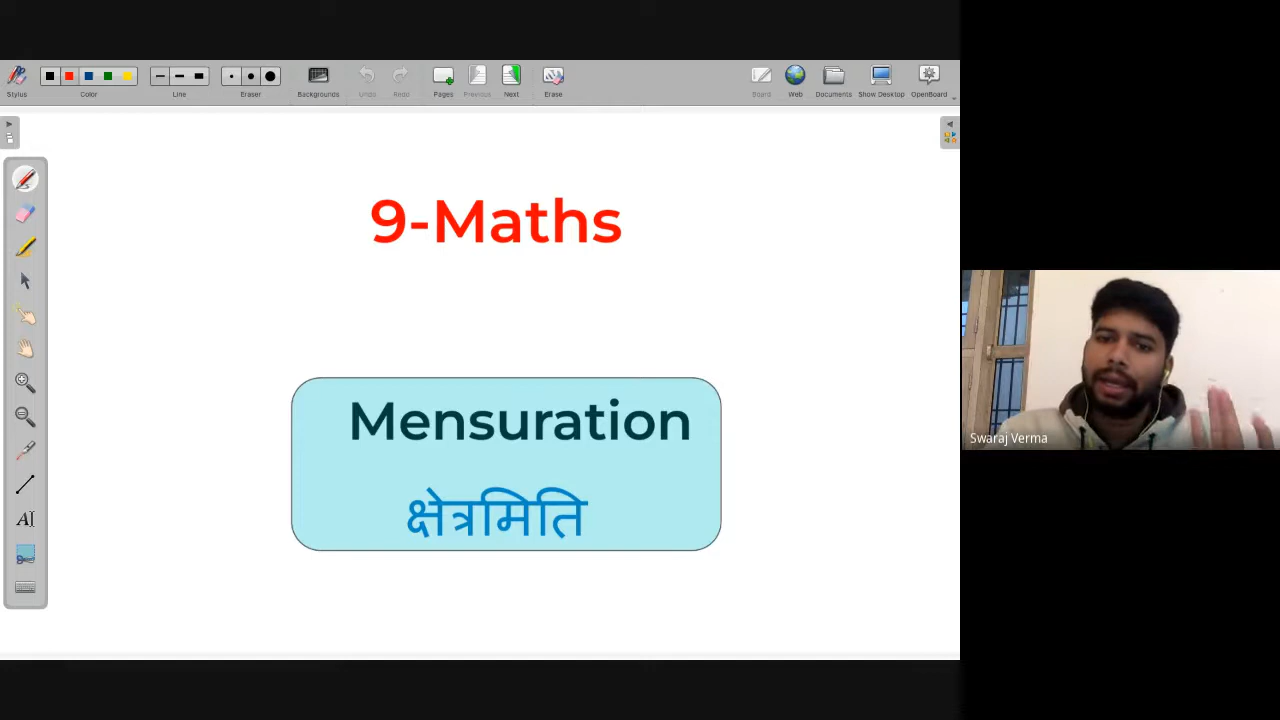 Stylus
Color
Line
Eraser
Backgrounds
Undo
Redo
Pages
Previous
Next
Erase
Board
Web
Documents
Show Desktop
OpenBoard
9-Maths
Mensuration
क्षेत्रमिति
AI
Swaraj Verma